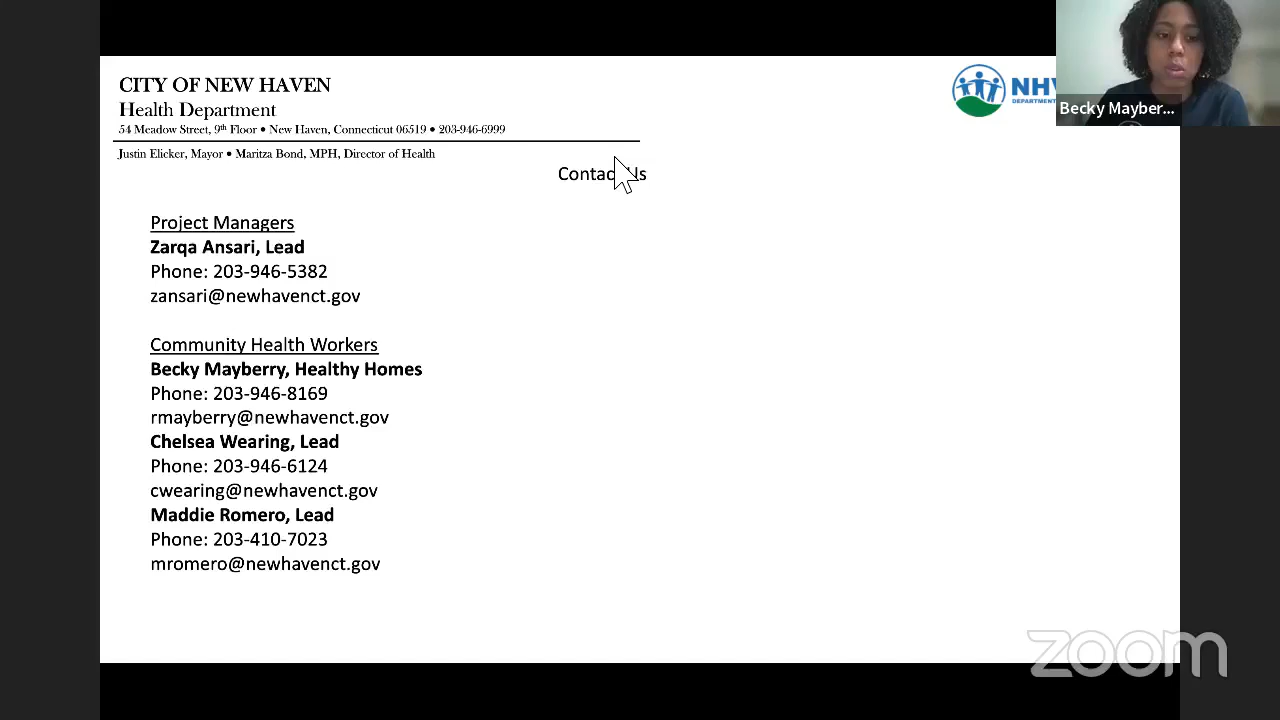 CITY OF NEW HAVEN
Health Department
54 Meadow Street, 9th Floor • New Haven, Connecticut 06519 • 203-946-6999
Justin Elicker, Mayor • Maritza Bond, MPH, Director of Health
NHV
DEPARTMENT
Becky Mayber...
Contact Us
Project Managers
Zarqa Ansari, Lead
Phone: 203-946-5382
zansari@newhavenct.gov
Community Health Workers
Becky Mayberry, Healthy Homes
Phone: 203-946-8169
rmayberry@newhavenct.gov
Chelsea Wearing, Lead
Phone: 203-946-6124
cwearing@newhavenct.gov
Maddie Romero, Lead
Phone: 203-410-7023
mromero@newhavenct.gov
zoom